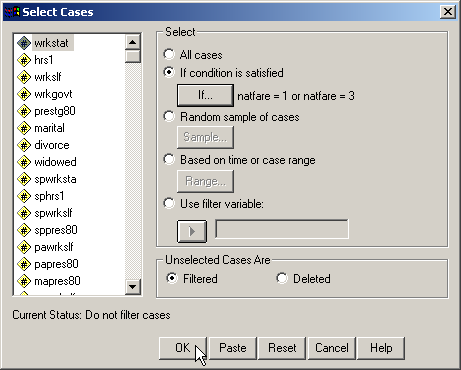 Select Cases
wrkstat
hrs1
wrkslf
wrkgovt
prestg80
marital
divorce
widowed
spwrksta
sphrs1
spwrkslf
sppres80
pawrkslf
papres80
mapres80
Select
All cases
If condition is satisfied
If... natfare = 1 or natfare = 3
Random sample of cases
Sample...
Based on time or case range
Range...
Use filter variable:
Unselected Cases Are
Filtered Deleted
Current Status: Do not filter cases
OK Paste Reset Cancel Help